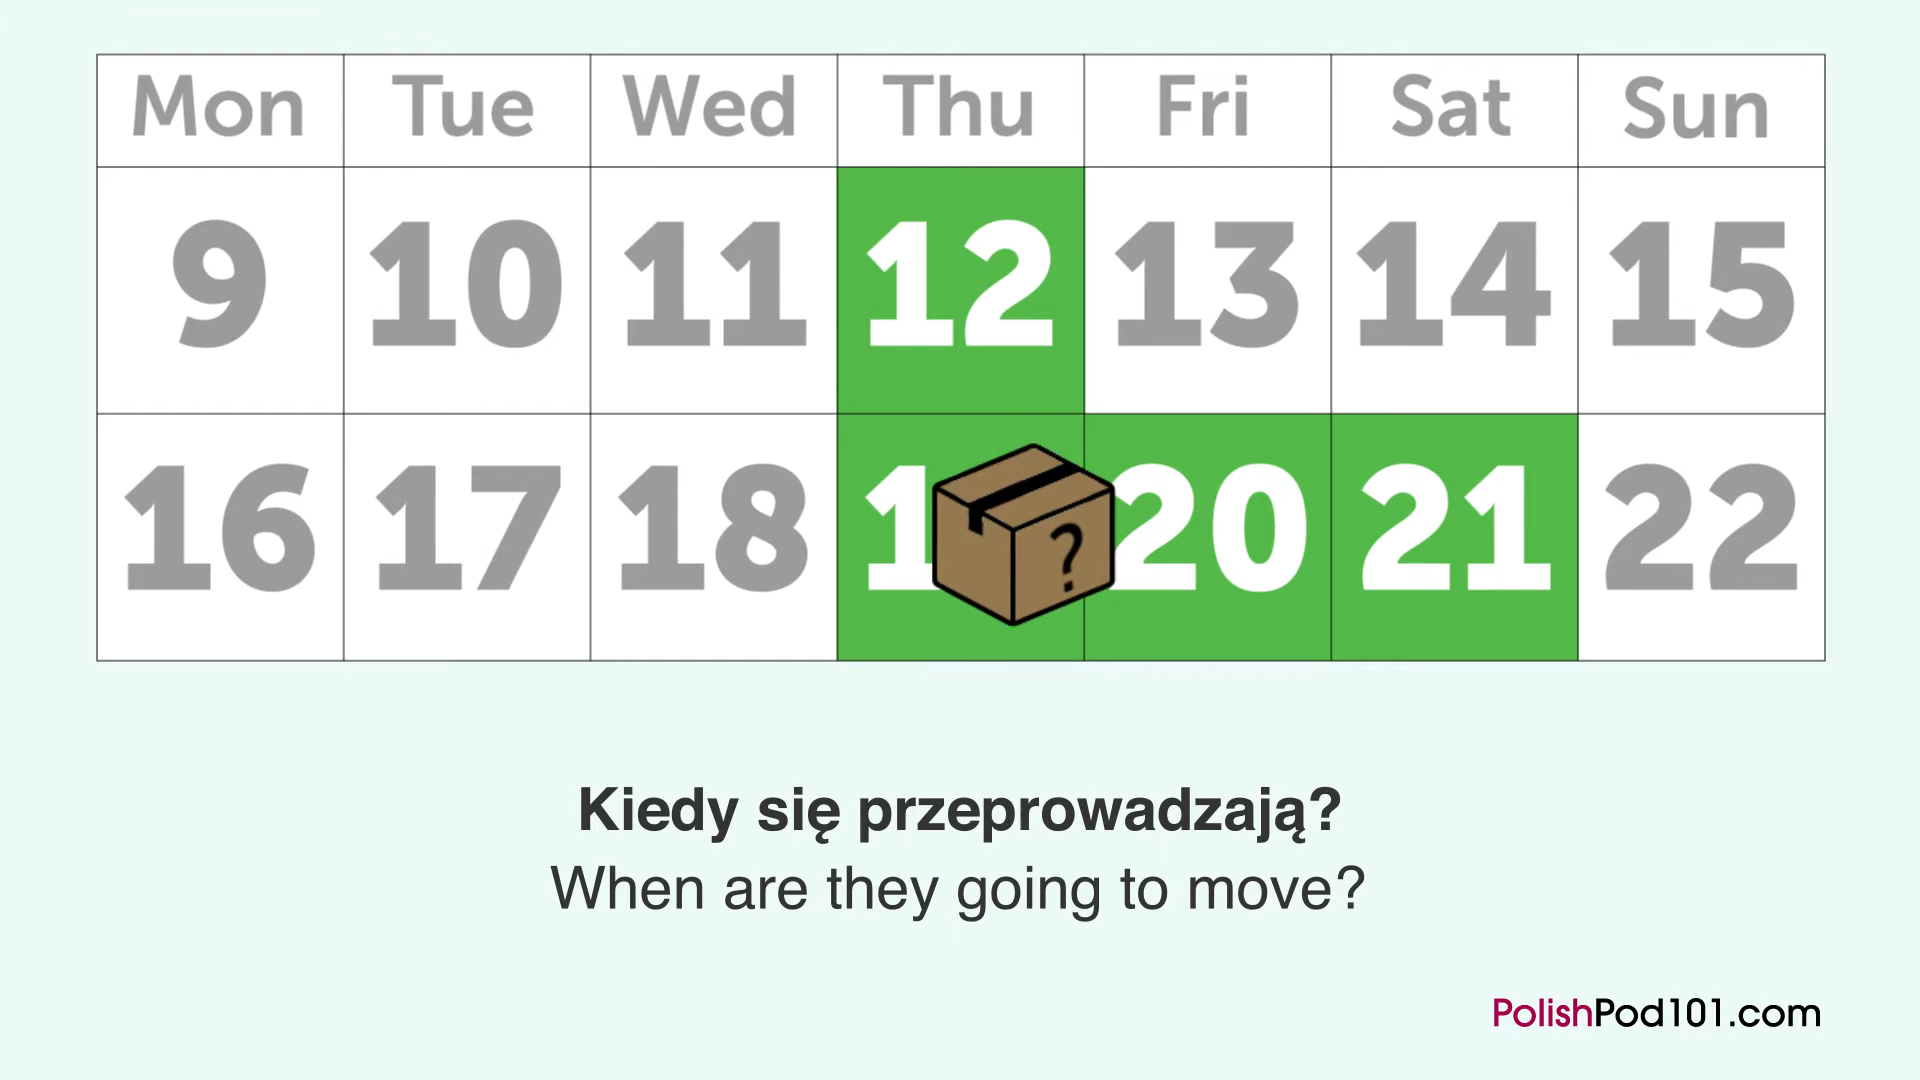 Mon Tue Wed Thu Fri Sat Sun
9 10 11 12 13 14 15
16 17 18 1 ? 20 21 22
Kiedy się przeprowadzają?
When are they going to move?
PolishPod101.com